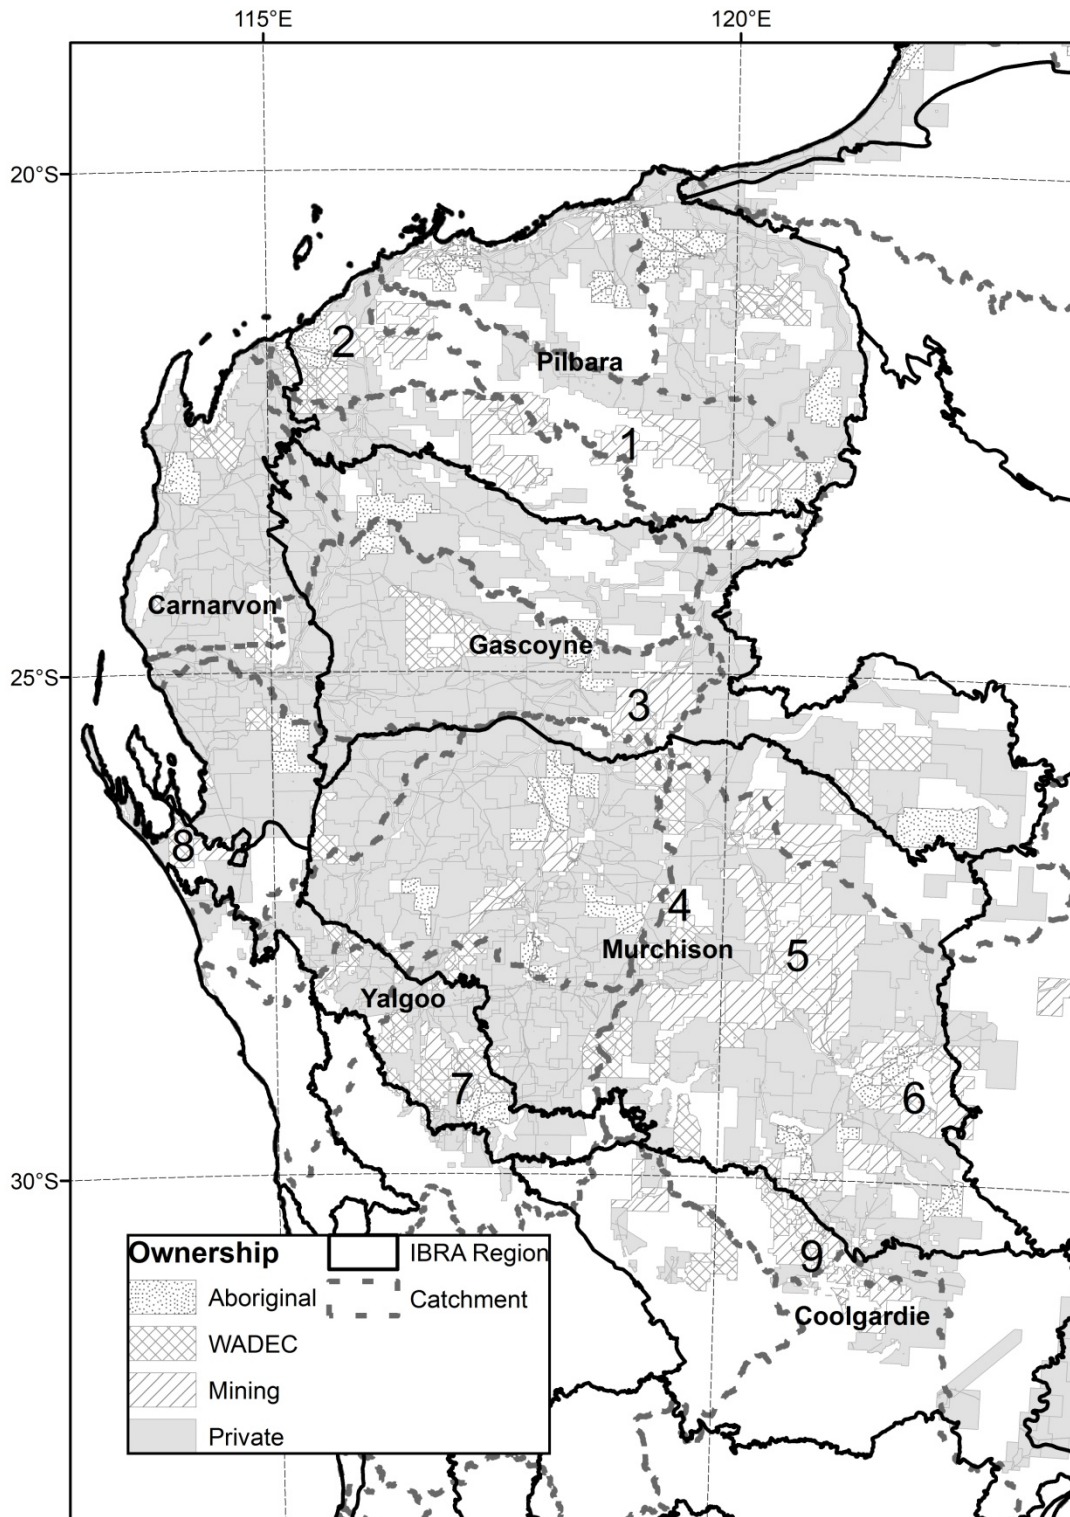 115°E 120°E
20°S
2
Pilbara
1
Carnarvon
Gascoyne
25°S
3
8
4
Murchison
5
Yalgoo
7
6
30°S
9
Coolgardie
Ownership
IBRA Region
Aboriginal
Catchment
WADEC
Mining
Private